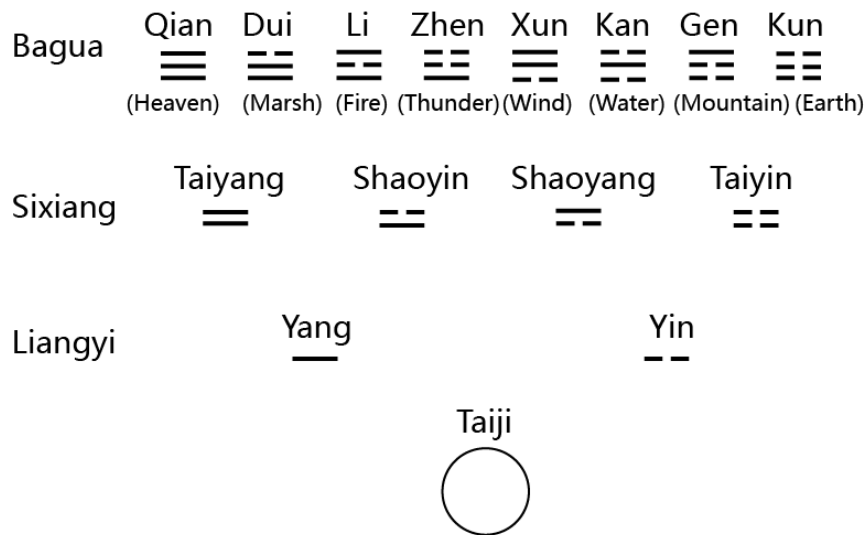 Bagua Qian Dui Li Zhen Xun Kan Gen Kun
(Heaven) (Marsh) (Fire) (Thunder) (Wind) (Water) (Mountain) (Earth)
Sixiang Taiyang Shaoyin Shaoyang Taiyin
Liangyi Yang Yin
Taiji